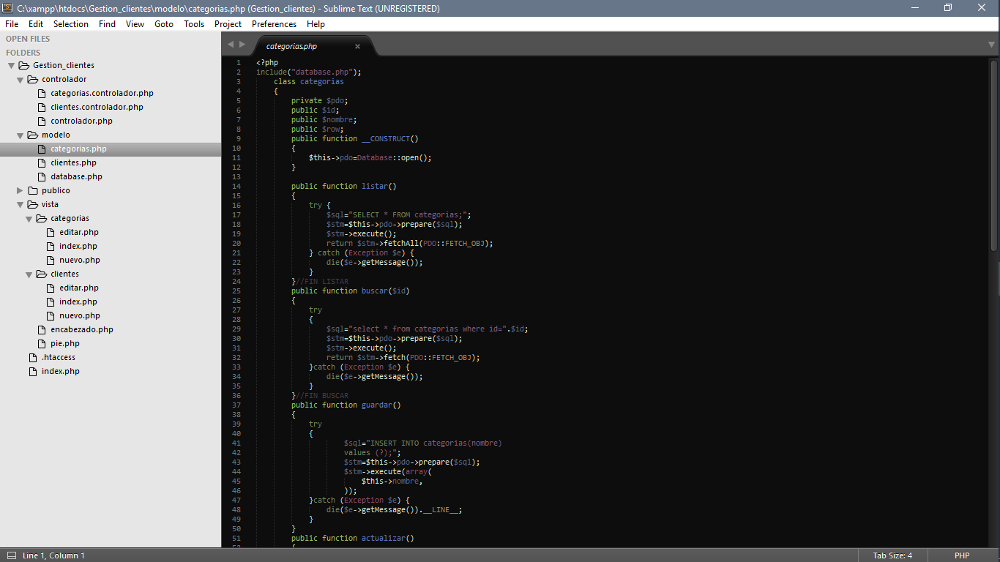 C:\xampp\htdocs\Gestion_clientes\modelo\categorias.php (Gestion_clientes) - Sublime Text (UNREGISTERED)
File Edit Selection Find View Goto Tools Project Preferences Help
OPEN FILES
FOLDERS
Gestion_clientes
controlador
categorias.controlador.php
clientes.controlador.php
controlador.php
modelo
categorias.php
clientes.php
database.php
publico
vista
categorias
editar.php
index.php
nuevo.php
clientes
editar.php
index.php
nuevo.php
encabezado.php
pie.php
.htaccess
index.php
categorias.php
1 <?php
2 include("database.php");
3 class categorias
4 {
5 private $pdo;
6 public $id;
7 public $nombre;
8 public $row;
9 public function __CONSTRUCT()
10 {
11 $this->pdo=Database::open();
12 }
13
14 public function listar()
15 {
16 try {
17 $sql="SELECT * FROM categorias;";
18 $stm=$this->pdo->prepare($sql);
19 $stm->execute();
20 return $stm->fetchAll(PDO::FETCH_OBJ);
21 } catch (Exception $e) {
22 die($e->getMessage());
23 }
24 }//FIN LISTAR
25 public function buscar($id)
26 {
27 try
28 {
29 $sql="select * from categorias where id=".$id;
30 $stm=$this->pdo->prepare($sql);
31 $stm->execute();
32 return $stm->fetch(PDO::FETCH_OBJ);
33 }catch (Exception $e) {
34 die($e->getMessage());
35 }
36 }//FIN BUSCAR
37 public function guardar()
38 {
39 try
40 {
41 $sql="INSERT INTO categorias(nombre)
42 values (?);";
43 $stm=$this->pdo->prepare($sql);
44 $stm->execute(array(
45 $this->nombre,
46 ));
47 }catch (Exception $e) {
48 die($e->getMessage()).__LINE__;
49 }
50 }
51 public function actualizar()
52 {
Line 1, Column 1 Tab Size: 4 PHP